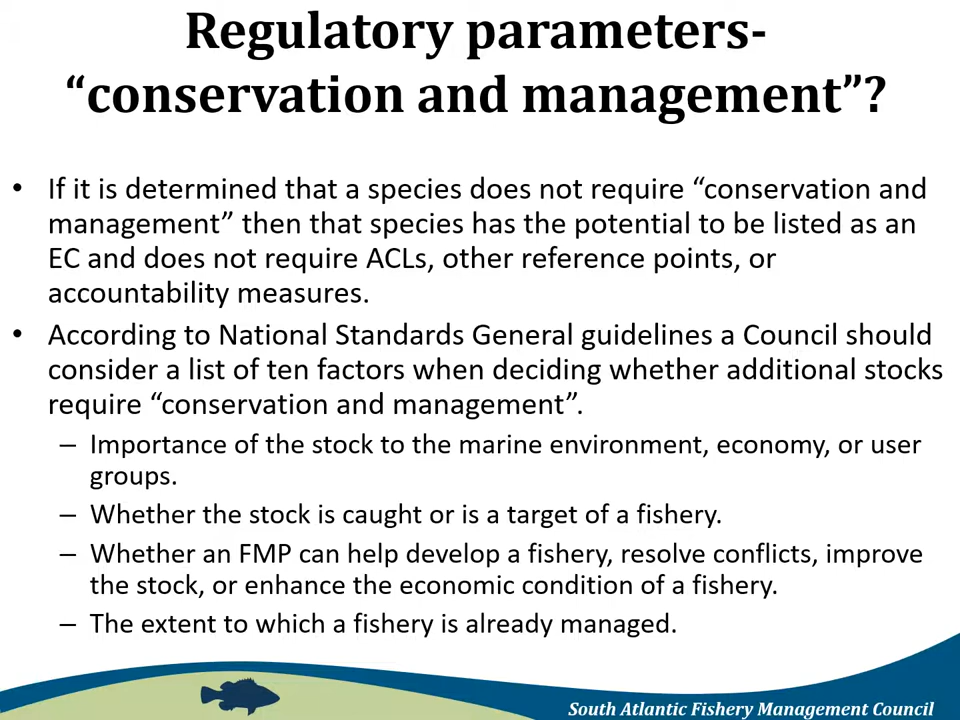 Regulatory parameters-
“conservation and management”?
• If it is determined that a species does not require “conservation and
management” then that species has the potential to be listed as an
EC and does not require ACLs, other reference points, or
accountability measures.
• According to National Standards General guidelines a Council should
consider a list of ten factors when deciding whether additional stocks
require “conservation and management”.
– Importance of the stock to the marine environment, economy, or user
groups.
– Whether the stock is caught or is a target of a fishery.
– Whether an FMP can help develop a fishery, resolve conflicts, improve
the stock, or enhance the economic condition of a fishery.
– The extent to which a fishery is already managed.
South Atlantic Fishery Management Council